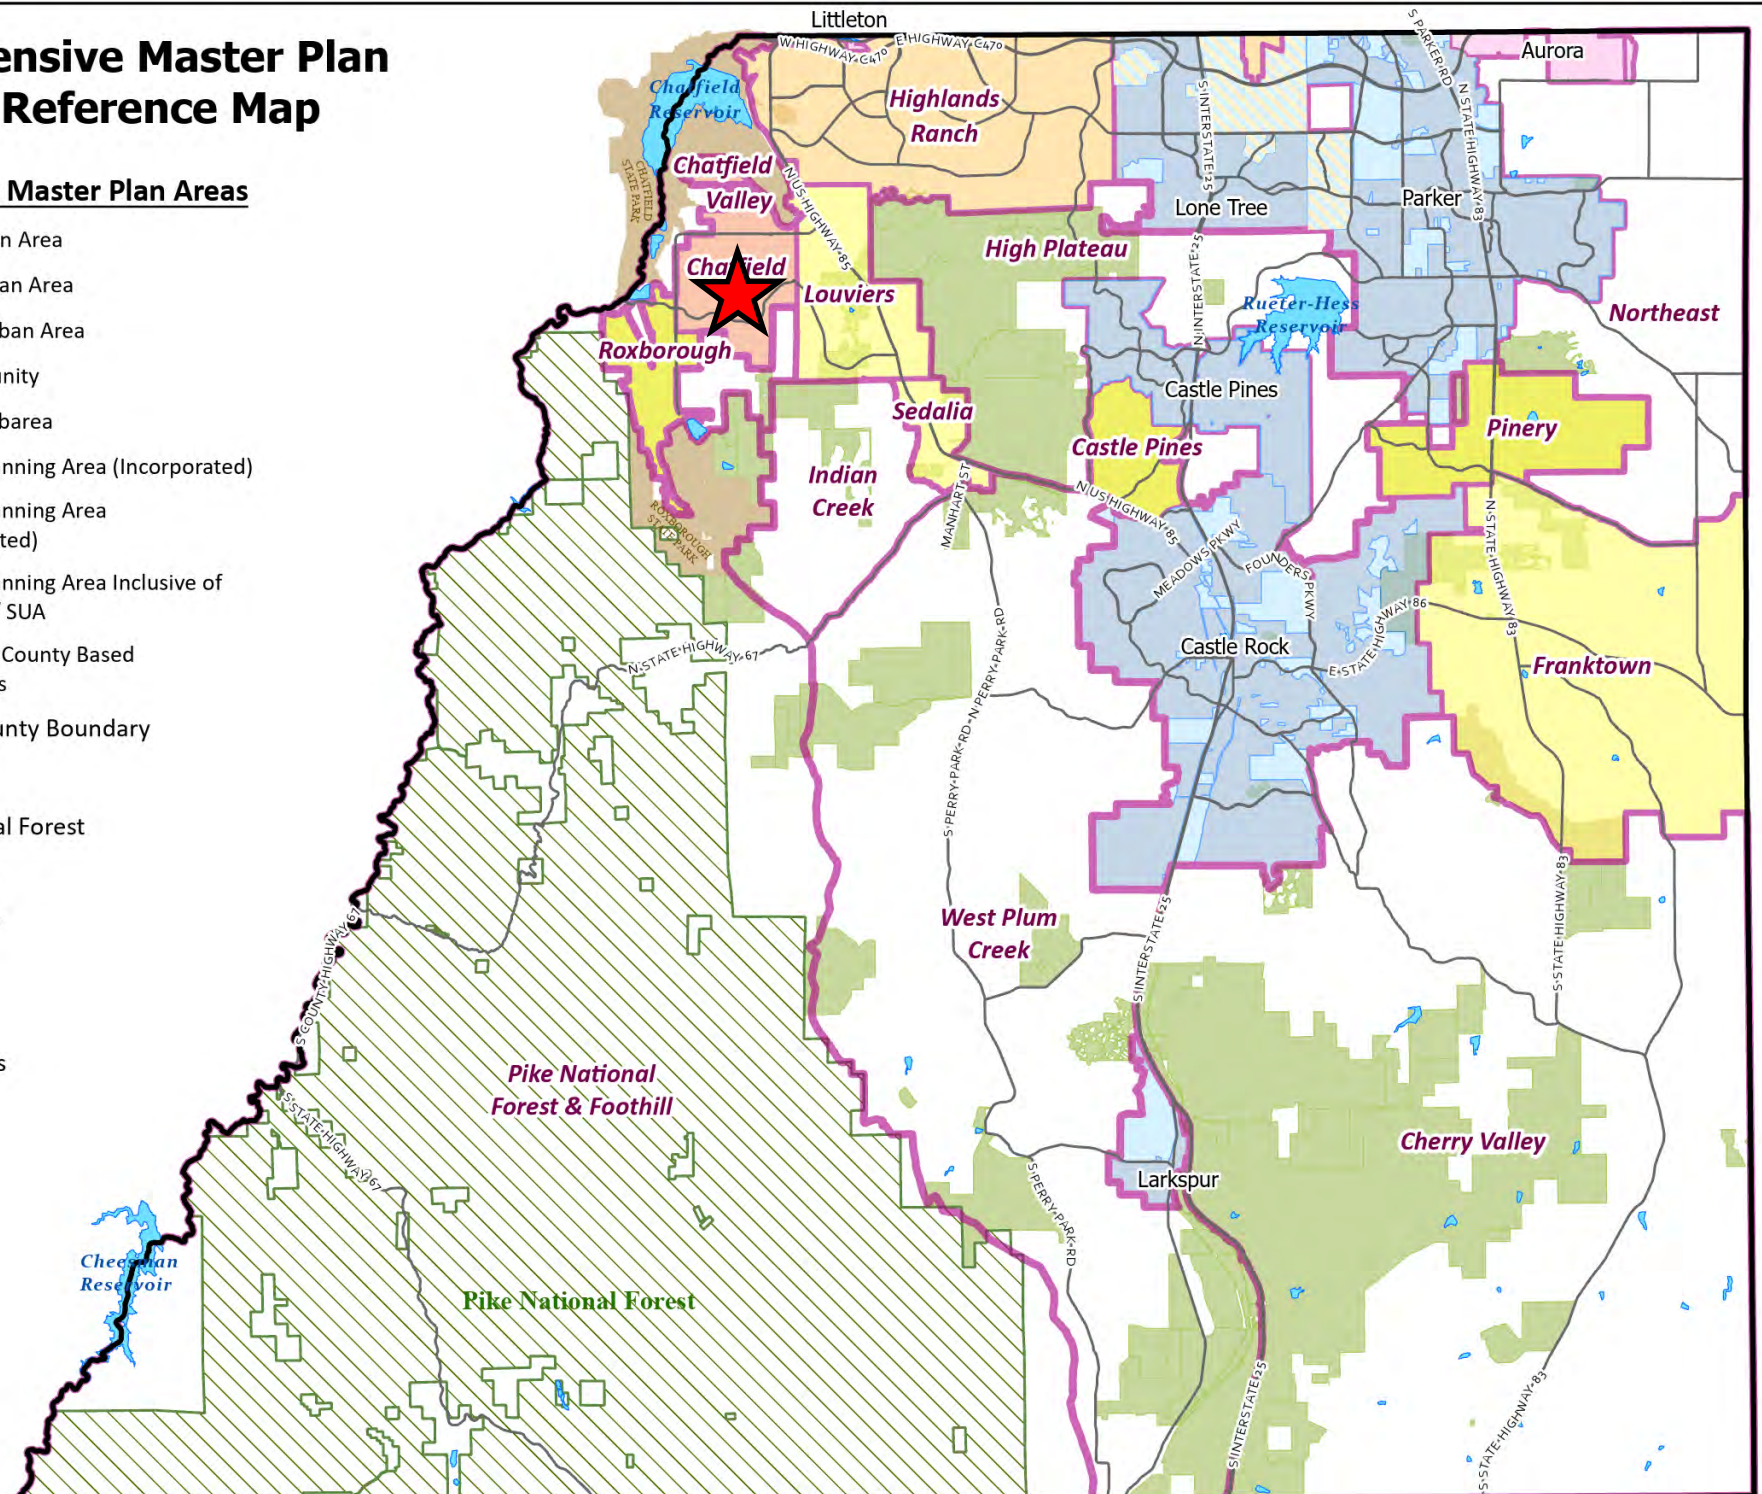 ensive Master Plan
Reference Map
Master Plan Areas
n Area
an Area
ban Area
unity
barea
nning Area (Incorporated)
nning Area
ted)
nning Area Inclusive of
SUA
County Based
s
unty Boundary
al Forest
s
Littleton
W HIGHWAY C470
E HIGHWAY C470
S PARKER RD
Aurora
Chatfield
Reservoir
Highlands
Ranch
S INTERSTATE 25
N STATE HIGHWAY 83
CHATFIELD
STATE PARK
Chatfield
Valley
N US HIGHWAY 85
Lone Tree
Parker
High Plateau
N INTERSTATE 25
Chatfield
Louviers
Rueter-Hess
Reservoir
Northeast
Roxborough
Castle Pines
Sedalia
Castle Pines
Pinery
Indian
Creek
MANHART ST
N US HIGHWAY 85
ROXBOROUGH
STATE PARK
MEADOWS PKWY
FOUNDERS PKWY
N STATE HIGHWAY 83
E STATE HIGHWAY 86
Castle Rock
Franktown
N STATE HIGHWAY 67
N PERRY PARK RD
S PERRY PARK RD
S STATE HIGHWAY 83
West Plum
Creek
S INTERSTATE 25
S STATE HIGHWAY 83
S COUNTY HIGHWAY 67
Pike National
Forest & Foothill
S STATE HIGHWAY 67
Cherry Valley
Larkspur
S PERRY PARK RD
Cheesman
Reservoir
Pike National Forest
S INTERSTATE 25
S STATE HIGHWAY 83